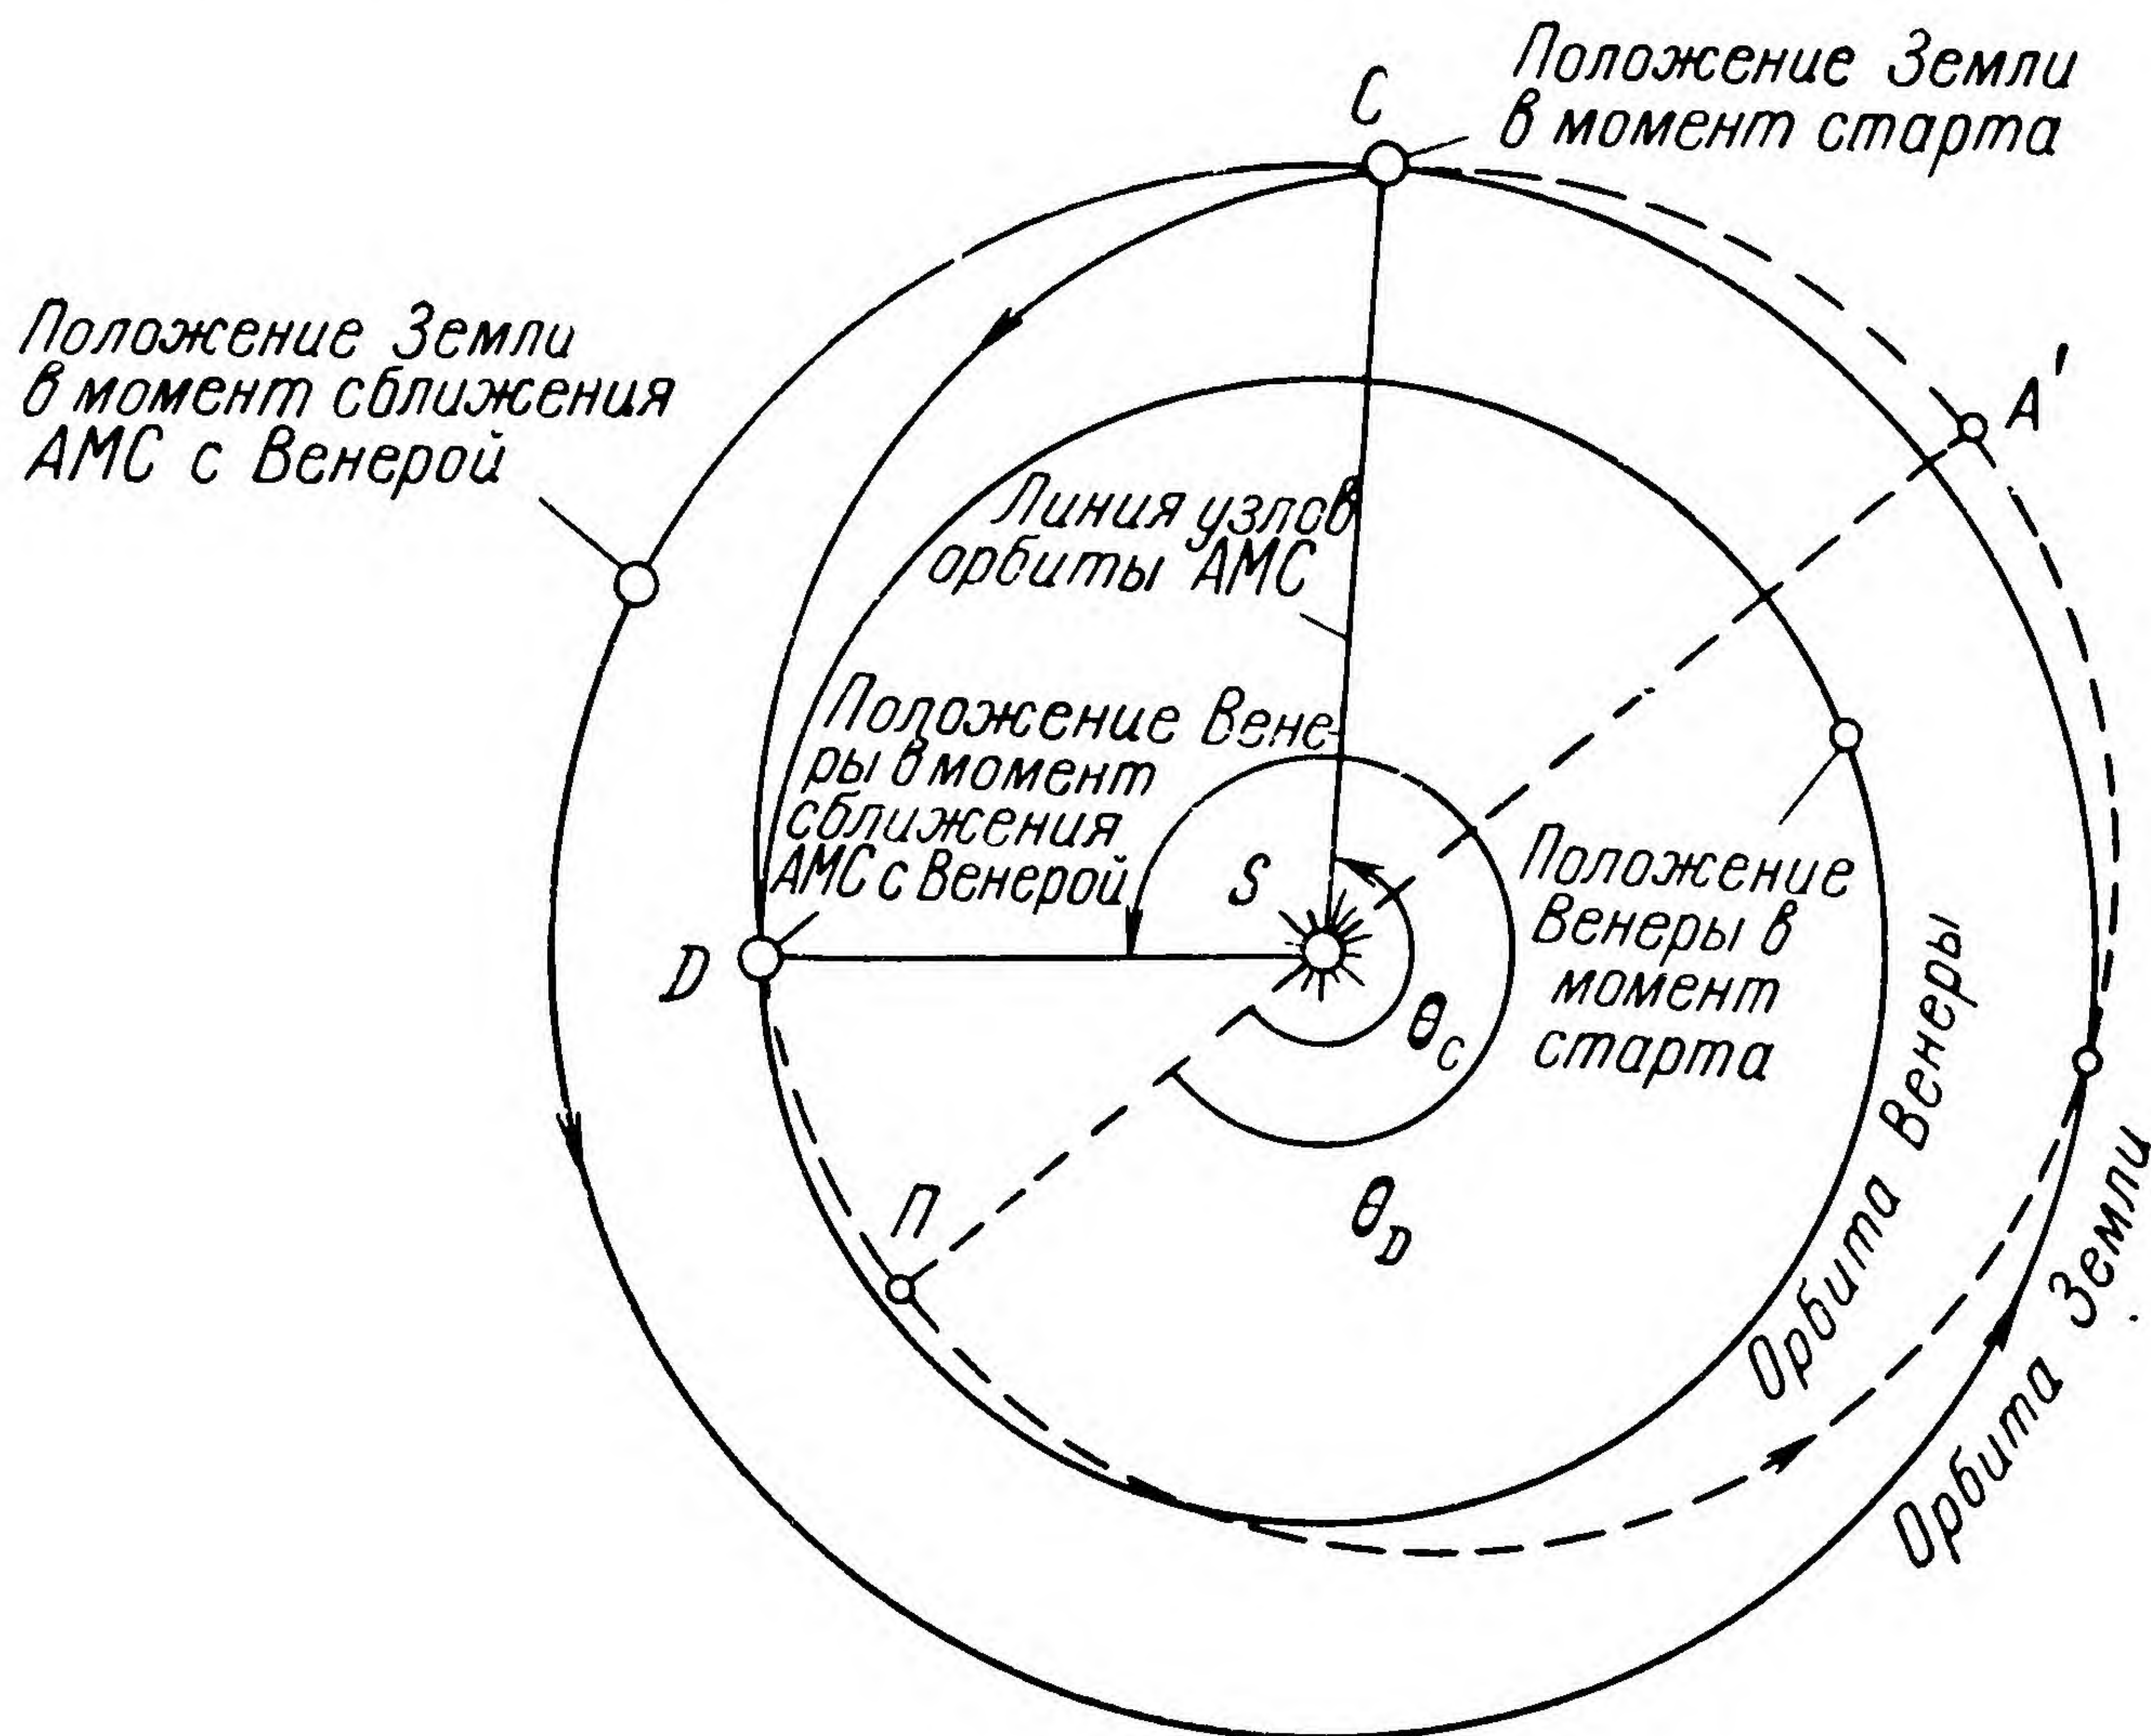 C
Положение Земли
в момент старта
Положение Земли
в момент сближения
АМС с Венерой
A'
Линия узлов
орбиты АМС
Положение Вене-
ры в момент
сближения
АМС с Венерой
S
D
Положение
Венеры в
момент
старта
θC
θD
П
Орбита Венеры
Орбита Земли